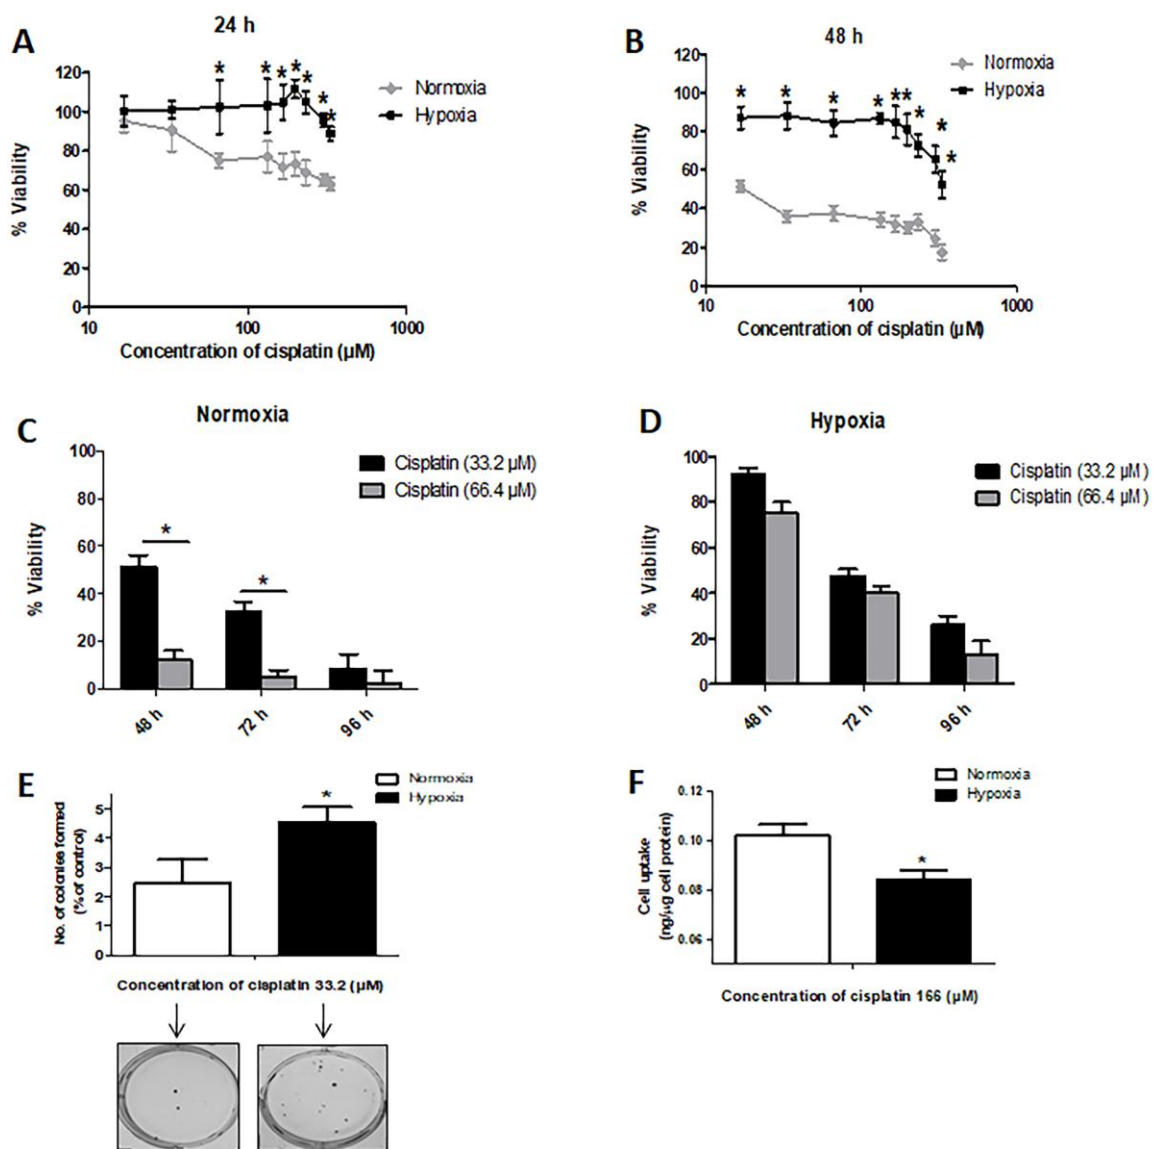 A
24 h
% Viability
120
100
80
60
40
20
0
* * * * * * *
Normoxia
Hypoxia
10 100 1000
Concentration of cisplatin (µM)
B
48 h
% Viability
120
100
80
60
40
20
0
* * * * ** * * *
Normoxia
Hypoxia
10 100 1000
Concentration of cisplatin (µM)
C
Normoxia
% Viability
100
80
60
40
20
0
* *
Cisplatin (33.2 µM)
Cisplatin (66.4 µM)
48 h 72 h 96 h
D
Hypoxia
% Viability
100
80
60
40
20
0
Cisplatin (33.2 µM)
Cisplatin (66.4 µM)
48 h 72 h 96 h
E
Normoxia
Hypoxia
No. of colonies formed
(% of control)
5
4
3
2
1
0
*
Concentration of cisplatin 33.2 (µM)
F
Normoxia
Hypoxia
Cell uptake
(ng/µg cell protein)
0.12
0.10
0.08
0.06
*
Concentration of cisplatin 166 (µM)